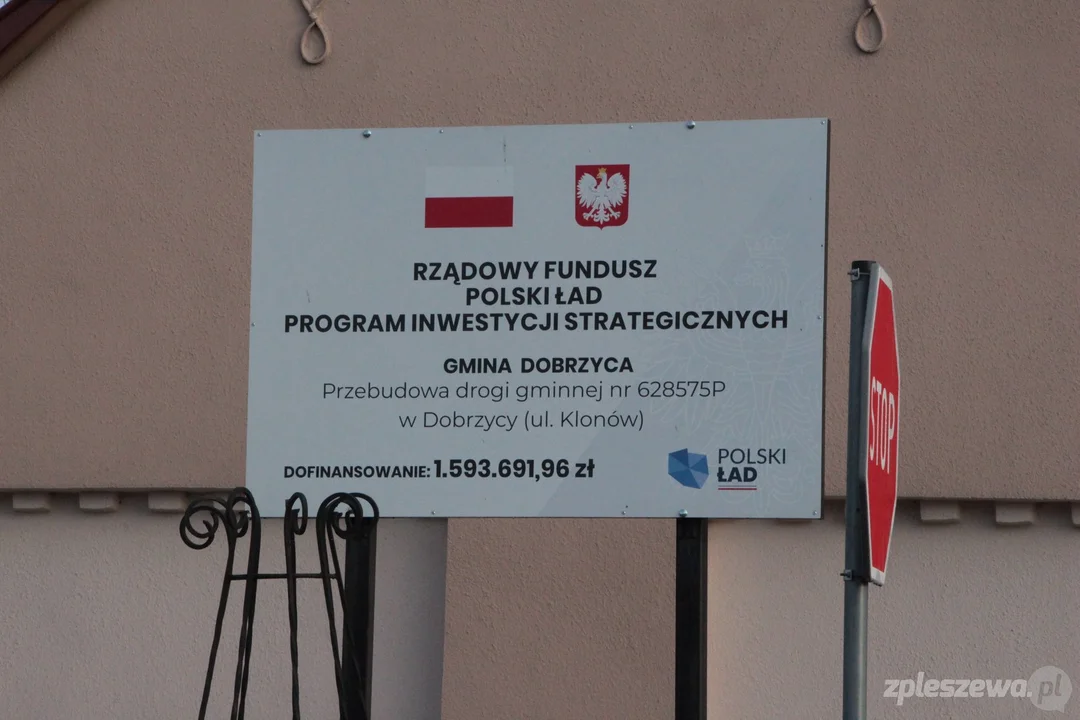 RZĄDOWY FUNDUSZ
POLSKI ŁAD
PROGRAM INWESTYCJI STRATEGICZNYCH
GMINA DOBRZYCA
Przebudowa drogi gminnej nr 628575P
w Dobrzycy (ul. Klonów)
DOFINANSOWANIE: 1.593.691,96 zł
POLSKI
ŁAD
STOP
zpleszewa.pl